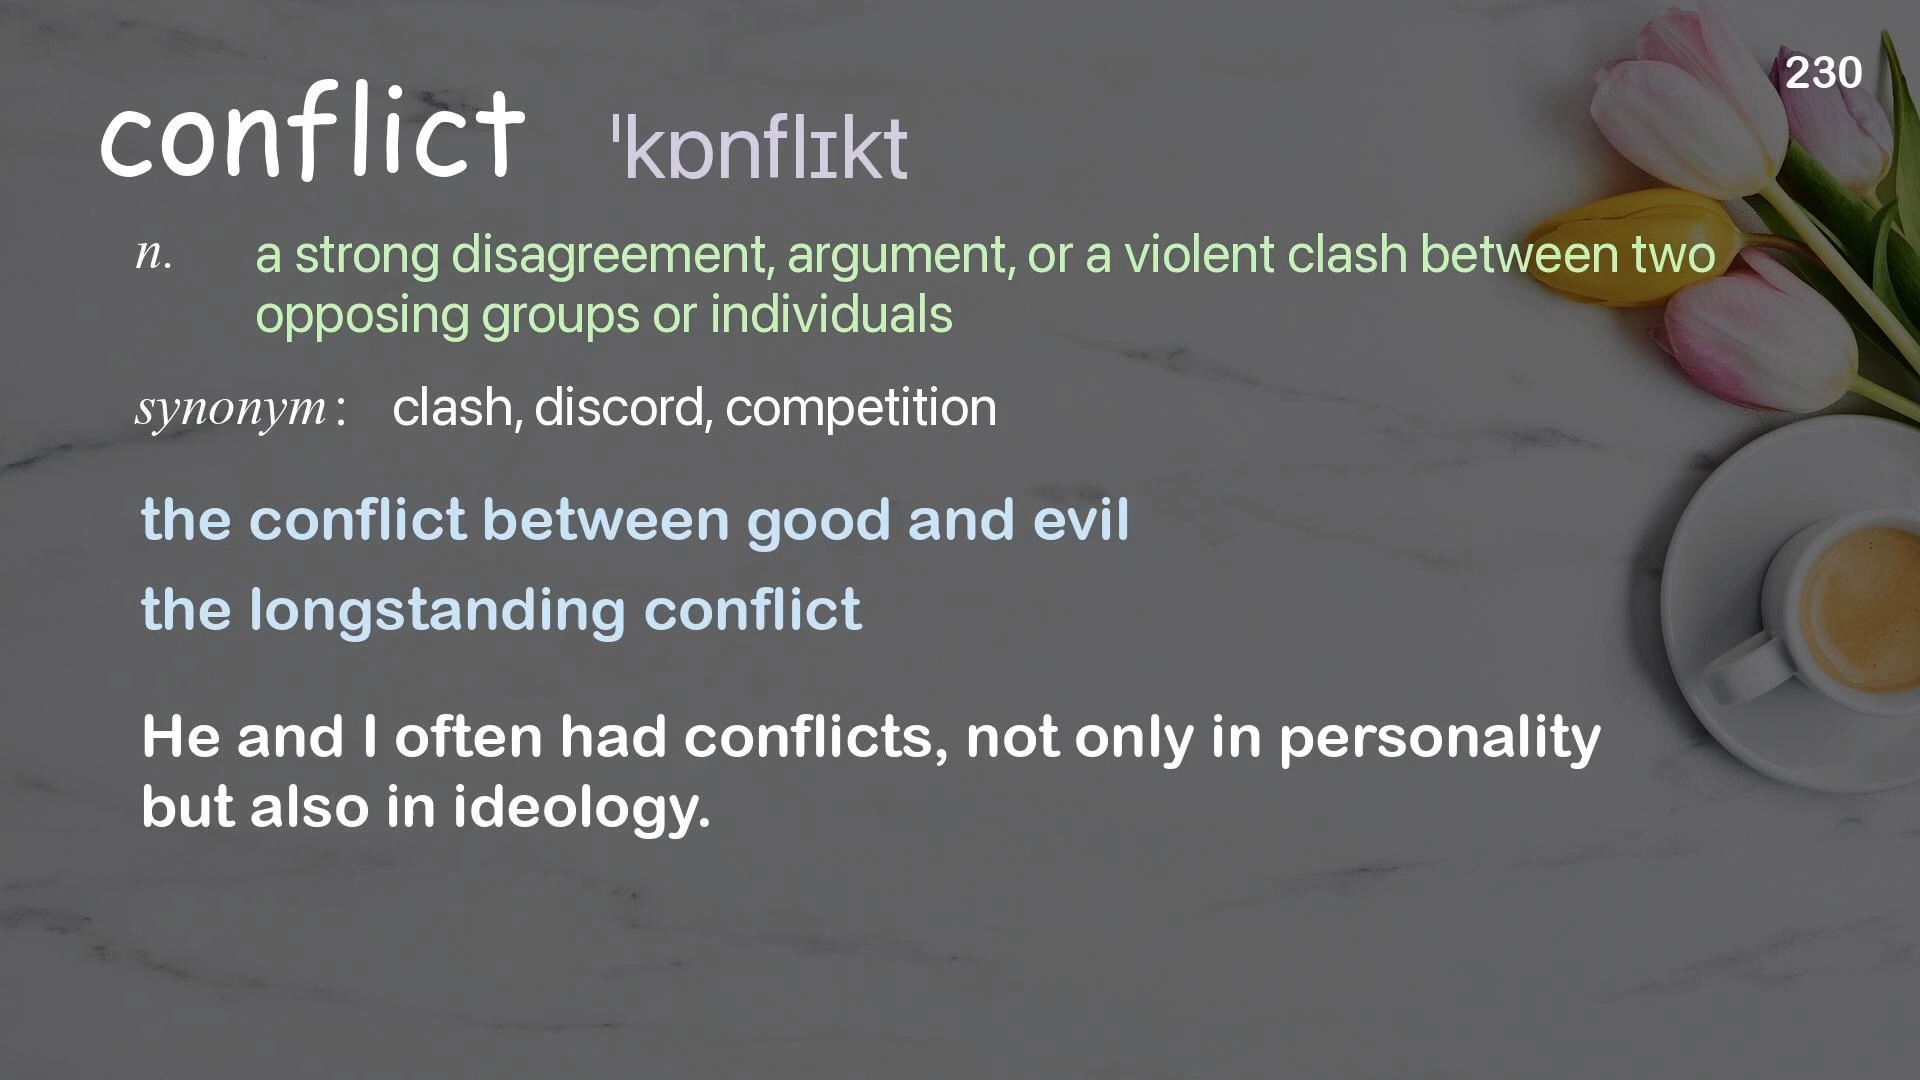 230
conflict ˈkɒnflɪkt
n. a strong disagreement, argument, or a violent clash between two
opposing groups or individuals
synonym: clash, discord, competition
the conflict between good and evil
the longstanding conflict
He and I often had conflicts, not only in personality
but also in ideology.